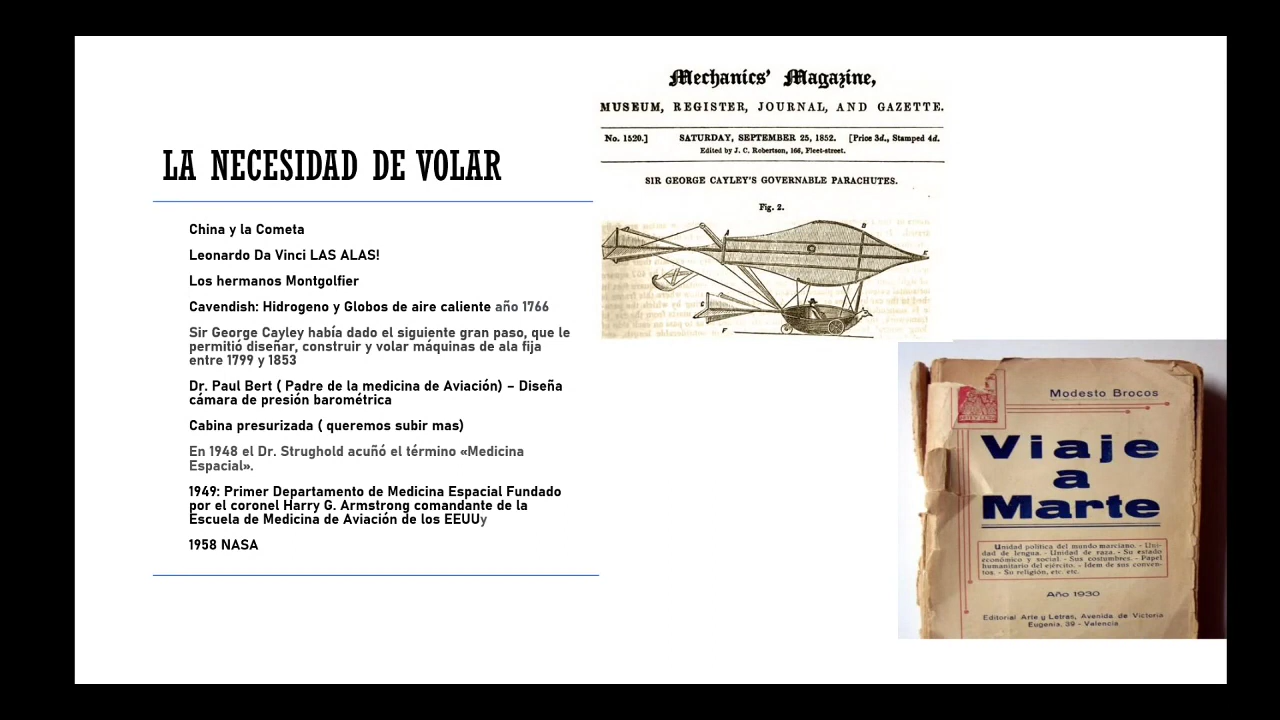 LA NECESIDAD DE VOLAR
China y la Cometa
Leonardo Da Vinci LAS ALAS!
Los hermanos Montgolfier
Cavendish: Hidrogeno y Globos de aire caliente año 1766
Sir George Cayley había dado el siguiente gran paso, que le
permitió diseñar, construir y volar máquinas de ala fija
entre 1799 y 1853
Dr. Paul Bert ( Padre de la medicina de Aviación) – Diseña
cámara de presión barométrica
Cabina presurizada ( queremos subir mas)
En 1948 el Dr. Strughold acuñó el término «Medicina
Espacial».
1949: Primer Departamento de Medicina Espacial Fundado
por el coronel Harry G. Armstrong comandante de la
Escuela de Medicina de Aviación de los EEUUy
1958 NASA
Mechanics' Magazine,
MUSEUM, REGISTER, JOURNAL, AND GAZETTE.
No. 1520.] SATURDAY, SEPTEMBER 25, 1852. [Price 3d., Stamped 4d.
Edited by J. C. Robertson, 166, Fleet-street.
SIR GEORGE CAYLEY'S GOVERNABLE PARACHUTES.
Fig. 2.
A
B
E
C
F
Modesto Brocos
Viaje
a
Marte
Unidad política del mundo marciano. - Uni-
dad de lengua. - Unidad de raza. - Su estado
económico y social. - Sus costumbres. - Papel
humanitario del ejército. - Idem de sus conven-
tos. - Su religión, etc. etc.
Año 1930
Editorial Arte y Letras, Avenida de Victoria
Eugenia, 39 - Valencia